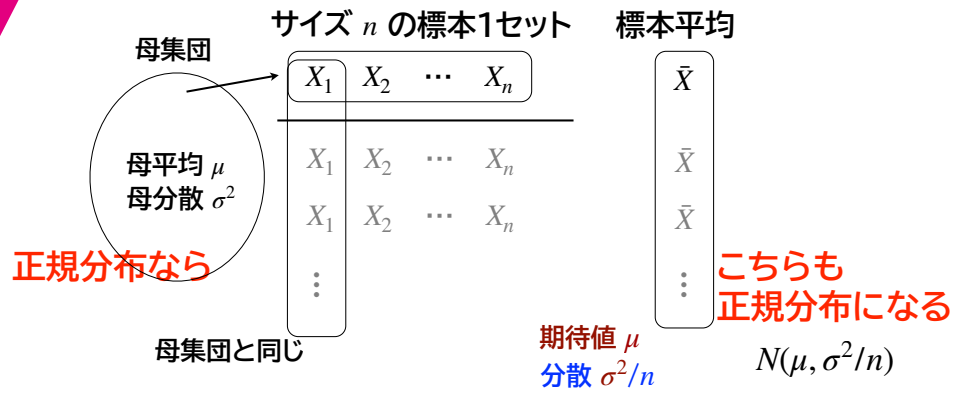 サイズ n の標本1セット
標本平均
母集団
X₁ X₂ ⋯ Xₙ
X̄
母平均 μ
母分散 σ²
X₁ X₂ ⋯ Xₙ
X̄
X₁ X₂ ⋯ Xₙ
X̄
正規分布なら
⋮
⋮
こちらも
正規分布になる
母集団と同じ
期待値 μ
分散 σ²/n
N(μ, σ²/n)